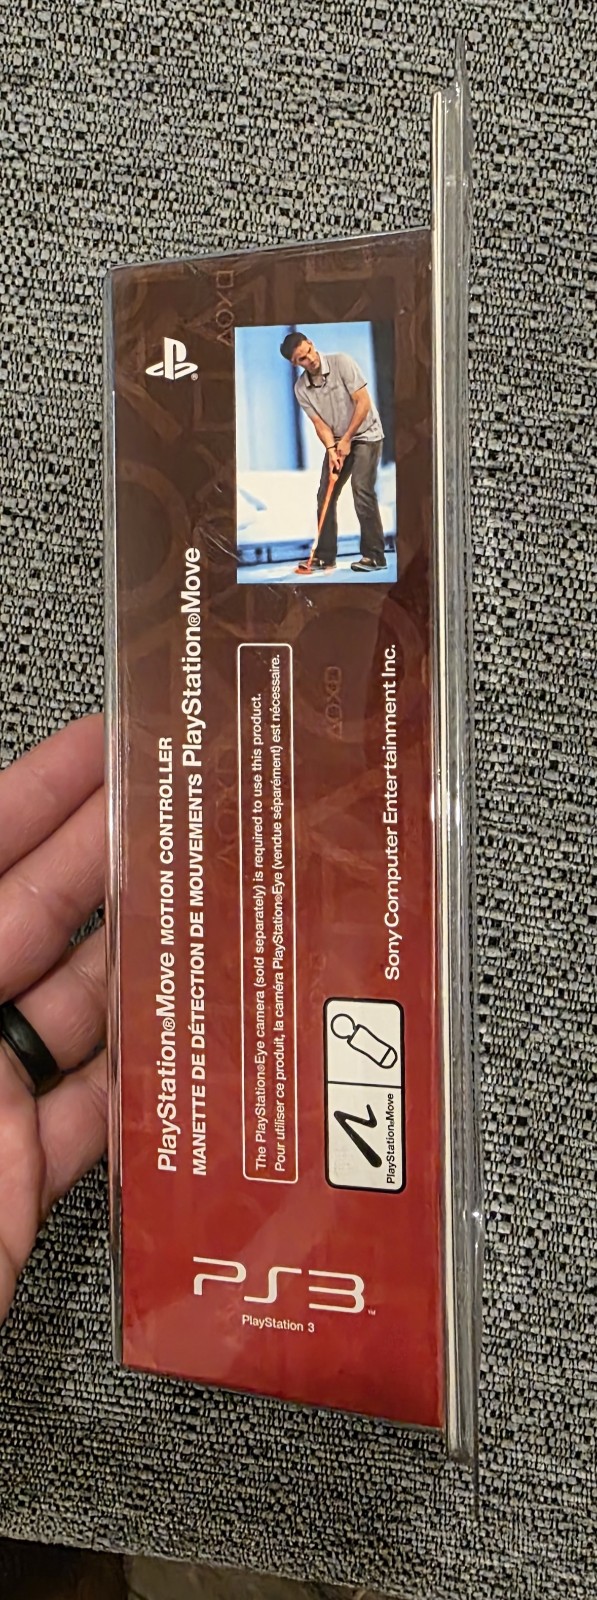 PlayStation®Move MOTION CONTROLLER
MANETTE DE DÉTECTION DE MOUVEMENTS PlayStation®Move
The PlayStation®Eye camera (sold separately) is required to use this product.
Pour utiliser ce produit, la caméra PlayStation®Eye (vendue séparément) est nécessaire.
PlayStation®Move
Sony Computer Entertainment Inc.
PS3™
PlayStation 3
®